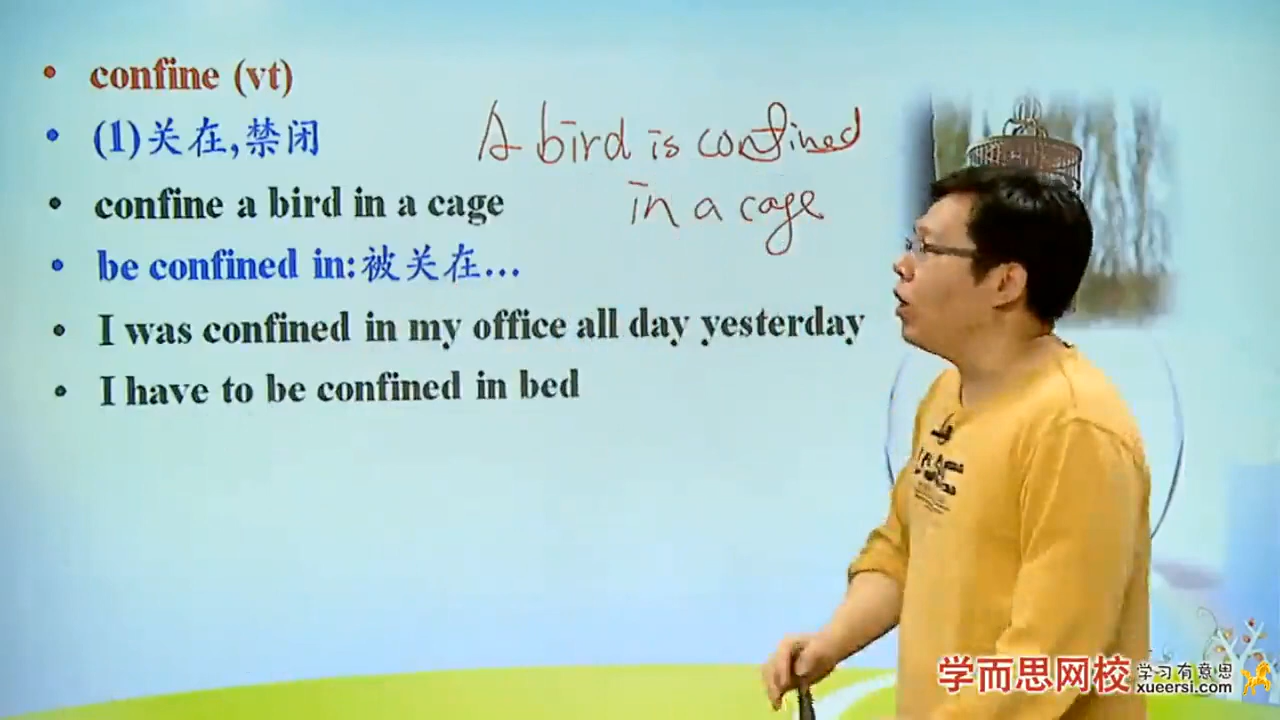 confine (vt)
(1)关在,禁闭
A bird is confined
in a cage
confine a bird in a cage
be confined in:被关在...
I was confined in my office all day yesterday
I have to be confined in bed
学而思网校
学习有意思
xueersi.com